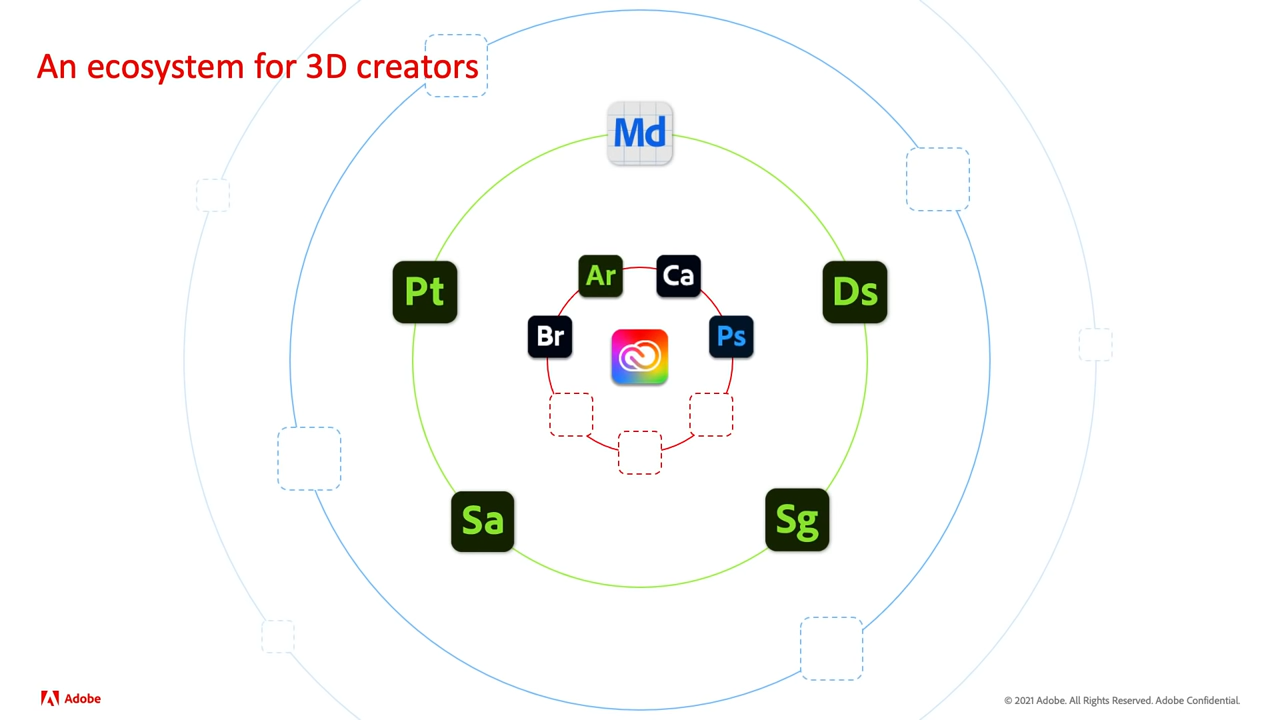 An ecosystem for 3D creators
Md
Pt
Ar
Ca
Ds
Br
Ps
Sa
Sg
Adobe
© 2021 Adobe. All Rights Reserved. Adobe Confidential.